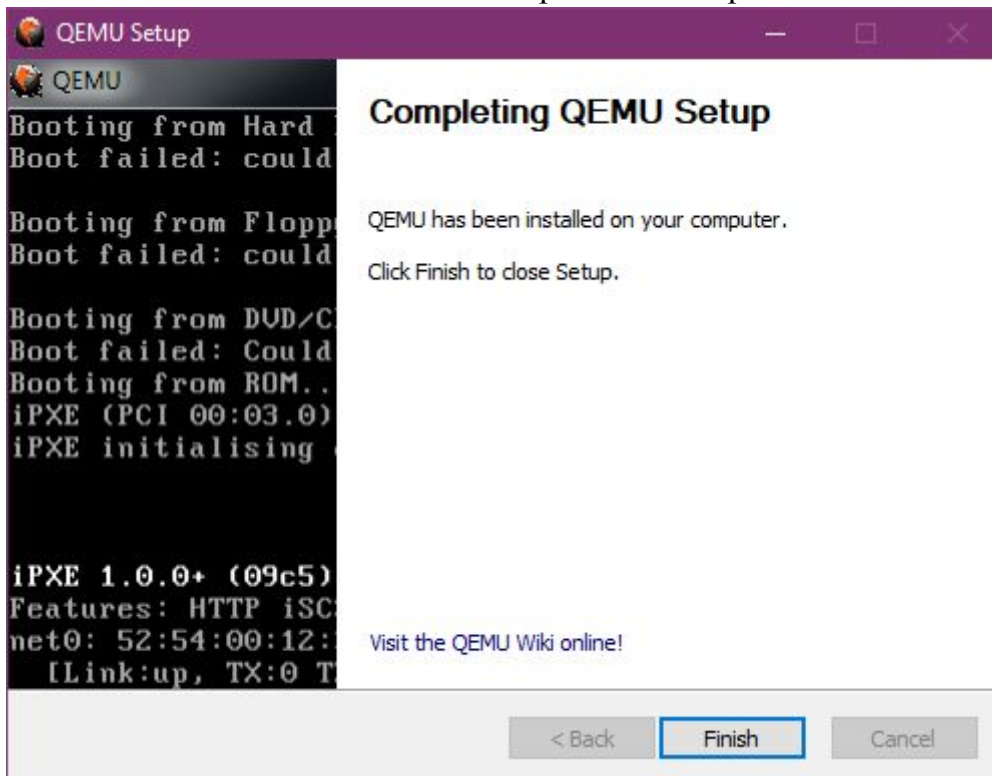 QEMU Setup
QEMU
Booting from Hard
Boot failed: could
Booting from
Boot failed: could
Booting from
Boot failed: Could
Booting from ROM..
iPXE (PCI 00:03.0)
iPXE initialising
iPXE 1.0.0+ (09c5)
Features: HTTP
net0: 52:54:00:12:
[Link:up, TX:0
Completing QEMU Setup
QEMU has been installed on your computer.
Click Finish to close Setup.
Visit the QEMU Wiki online!
< Back
Finish
Cancel